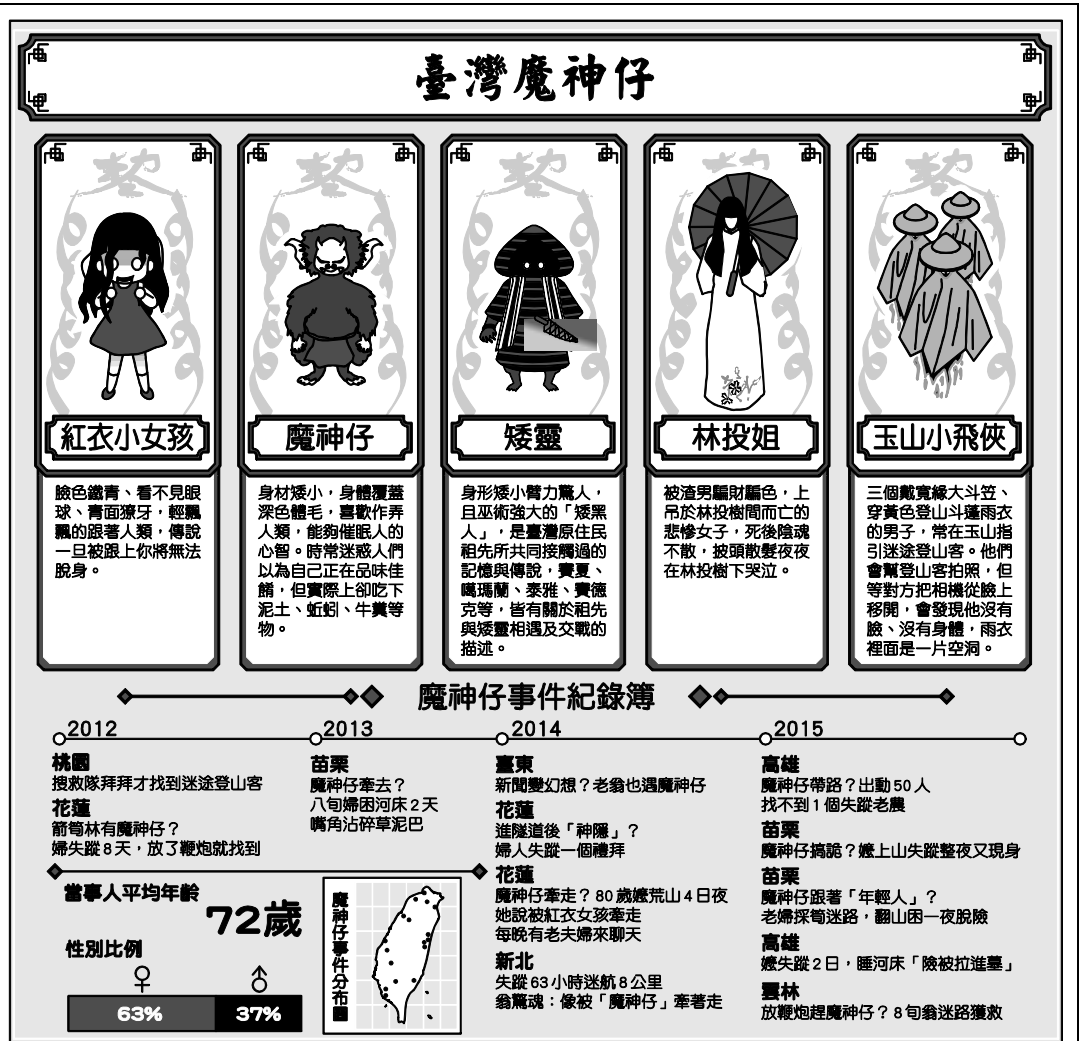 臺灣魔神仔
紅衣小女孩
臉色鐵青、看不見眼
球、青面獠牙，輕飄
飄的跟著人類，傳說
一旦被跟上你將無法
脫身。
魔神仔
身材矮小，身體覆蓋
深色體毛，喜歡作弄
人類，能夠催眠人的
心智。時常迷惑人們
以為自己正在品味佳
餚，但實際上卻吃下
泥土、蚯蚓、牛糞等
物。
矮靈
身形矮小臂力驚人，
且巫術強大的「矮黑
人」，是臺灣原住民
祖先所共同接觸過的
記憶與傳說，賽夏、
噶瑪蘭、泰雅、賽德
克等，皆有關於祖先
與矮靈相遇及交戰的
描述。
林投姐
被渣男騙財騙色，上
吊於林投樹間而亡的
悲慘女子，死後陰魂
不散，披頭散髮夜夜
在林投樹下哭泣。
玉山小飛俠
三個戴寬緣大斗笠、
穿黃色登山斗蓬雨衣
的男子，常在玉山指
引迷途登山客。他們
會幫登山客拍照，但
等對方把相機從臉上
移開，會發現他沒有
臉、沒有身體，雨衣
裡面是一片空洞。
魔神仔事件紀錄簿
2012
桃園
搜救隊拜拜才找到迷途登山客
花蓮
箭筍林有魔神仔？
婦失蹤8天，放了鞭炮就找到
2013
苗栗
魔神仔牽去？
八旬婦困河床2天
嘴角沾碎草泥巴
2014
臺東
新聞變幻想？老翁也遇魔神仔
花蓮
進隧道後「神隱」？
婦人失蹤一個禮拜
花蓮
魔神仔牽走？80歲嬤荒山4日夜
她說被紅衣女孩牽走
每晚有老夫婦來聊天
新北
失蹤63小時迷航8公里
翁驚魂：像被「魔神仔」牽著走
2015
高雄
魔神仔帶路？出動50人
找不到1個失蹤老農
苗栗
魔神仔搞詭？嬤上山失蹤整夜又現身
苗栗
魔神仔跟著「年輕人」？
老婦採筍迷路，翻山困一夜脫險
高雄
嬤失蹤2日，睡河床「險被拉進墓」
雲林
放鞭炮趕魔神仔？8旬翁迷路獲救
當事人平均年齡
72歲
性別比例
♀ ♂
63% 37%
魔神仔事件分布圖